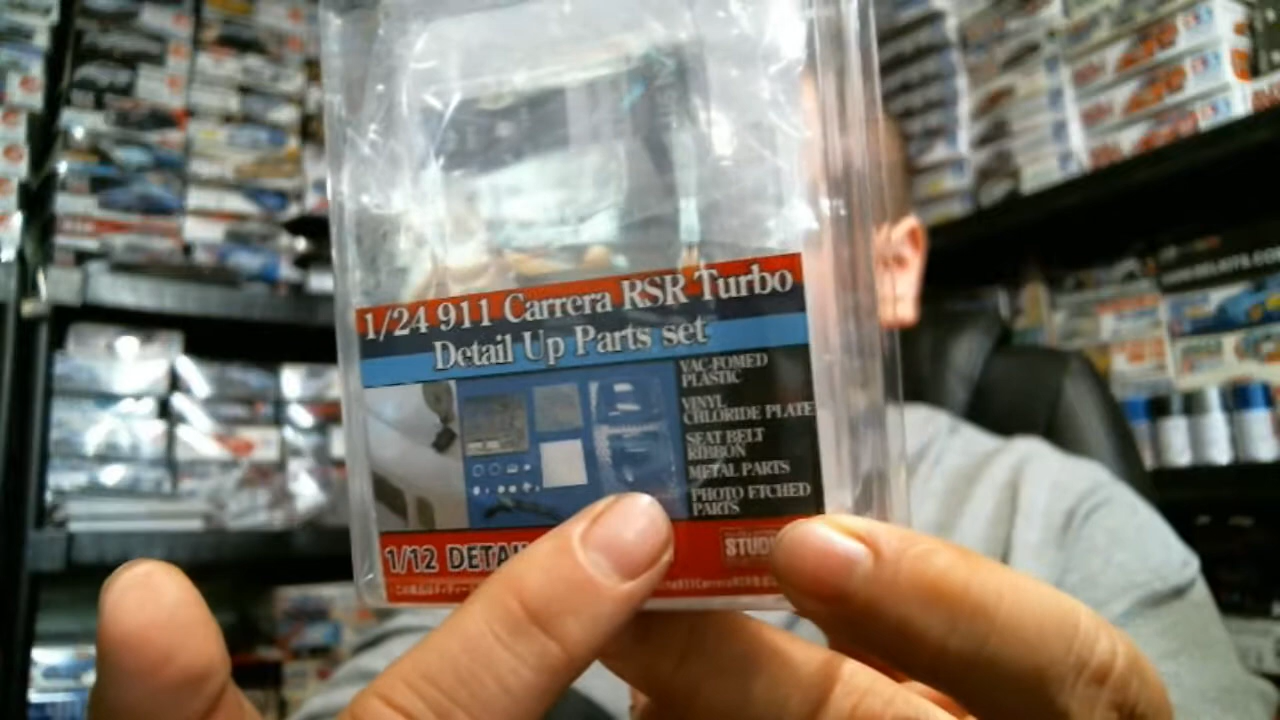 1/24 911 Carrera RSR Turbo
Detail Up Parts set
VAC-FOMED
PLASTIC
VINYL
CHLORIDE PLATE
SEAT BELT
RIBBON
METAL PARTS
PHOTO ETCHED
PARTS
1/12 DETAI
STUD